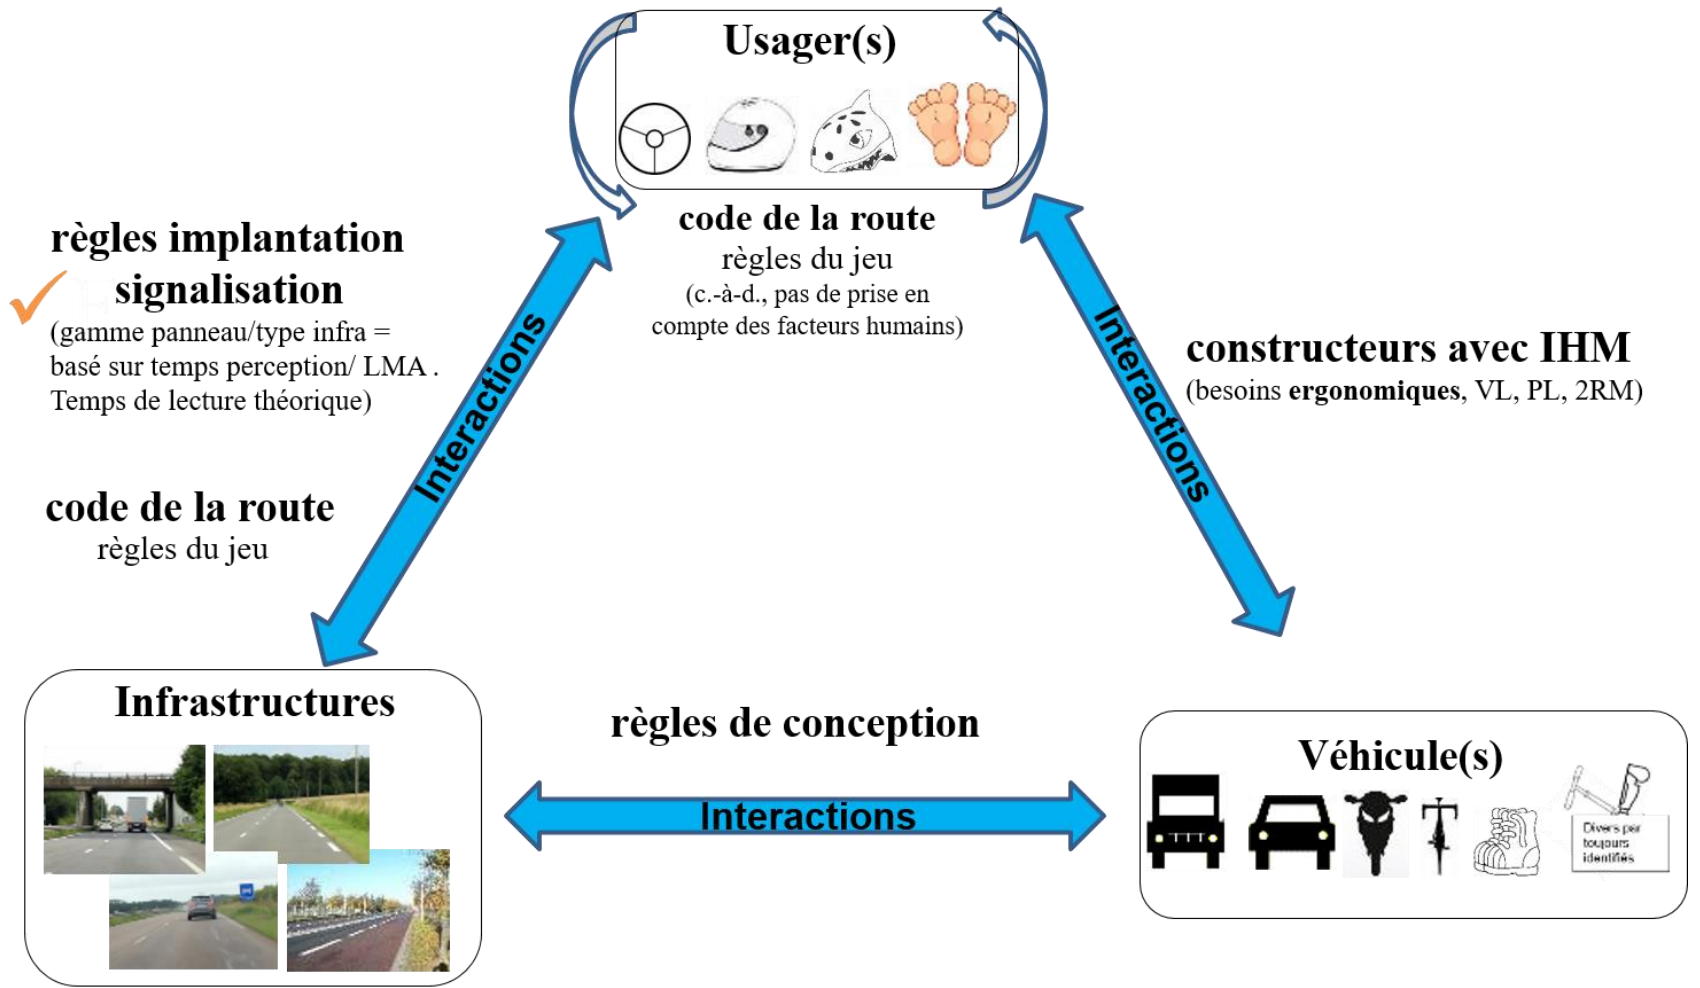 Usager(s)
code de la route
règles du jeu
(c.-à-d., pas de prise en
compte des facteurs humains)
règles implantation
signalisation
(gamme panneau/type infra =
basé sur temps perception/ LMA .
Temps de lecture théorique)
code de la route
règles du jeu
Interactions
Interactions
constructeurs avec IHM
(besoins ergonomiques, VL, PL, 2RM)
Infrastructures
règles de conception
Interactions
Véhicule(s)
Divers par
toujours
identifiés